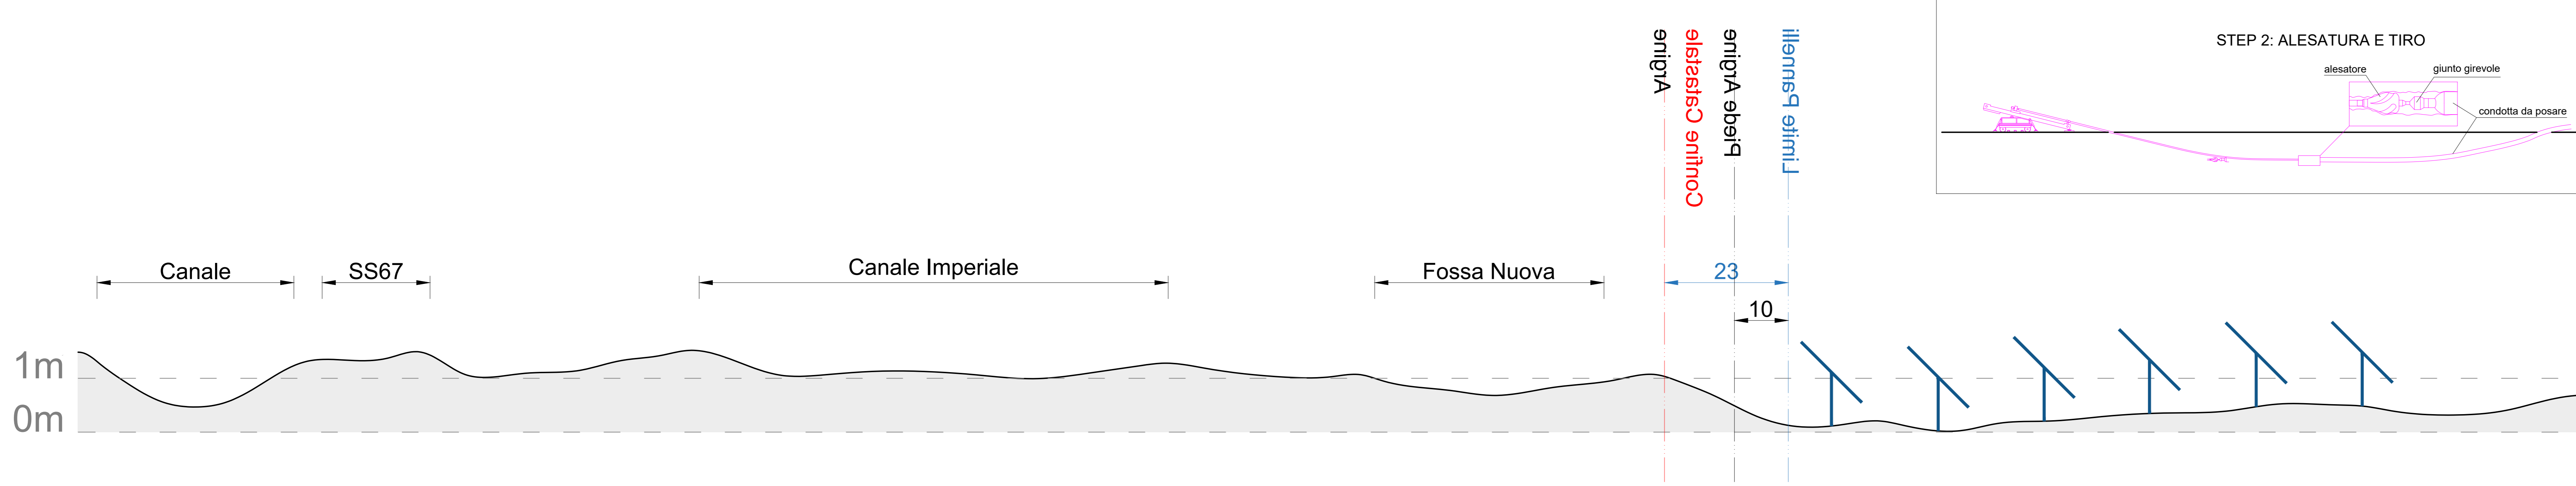 STEP 2: ALESATURA E TIRO
alesatore
giunto girevole
condotta da posare
Argine
Confine Catastale
Piede Argine
Limite Pannelli
Canale
SS67
Canale Imperiale
Fossa Nuova
23
10
1m
0m